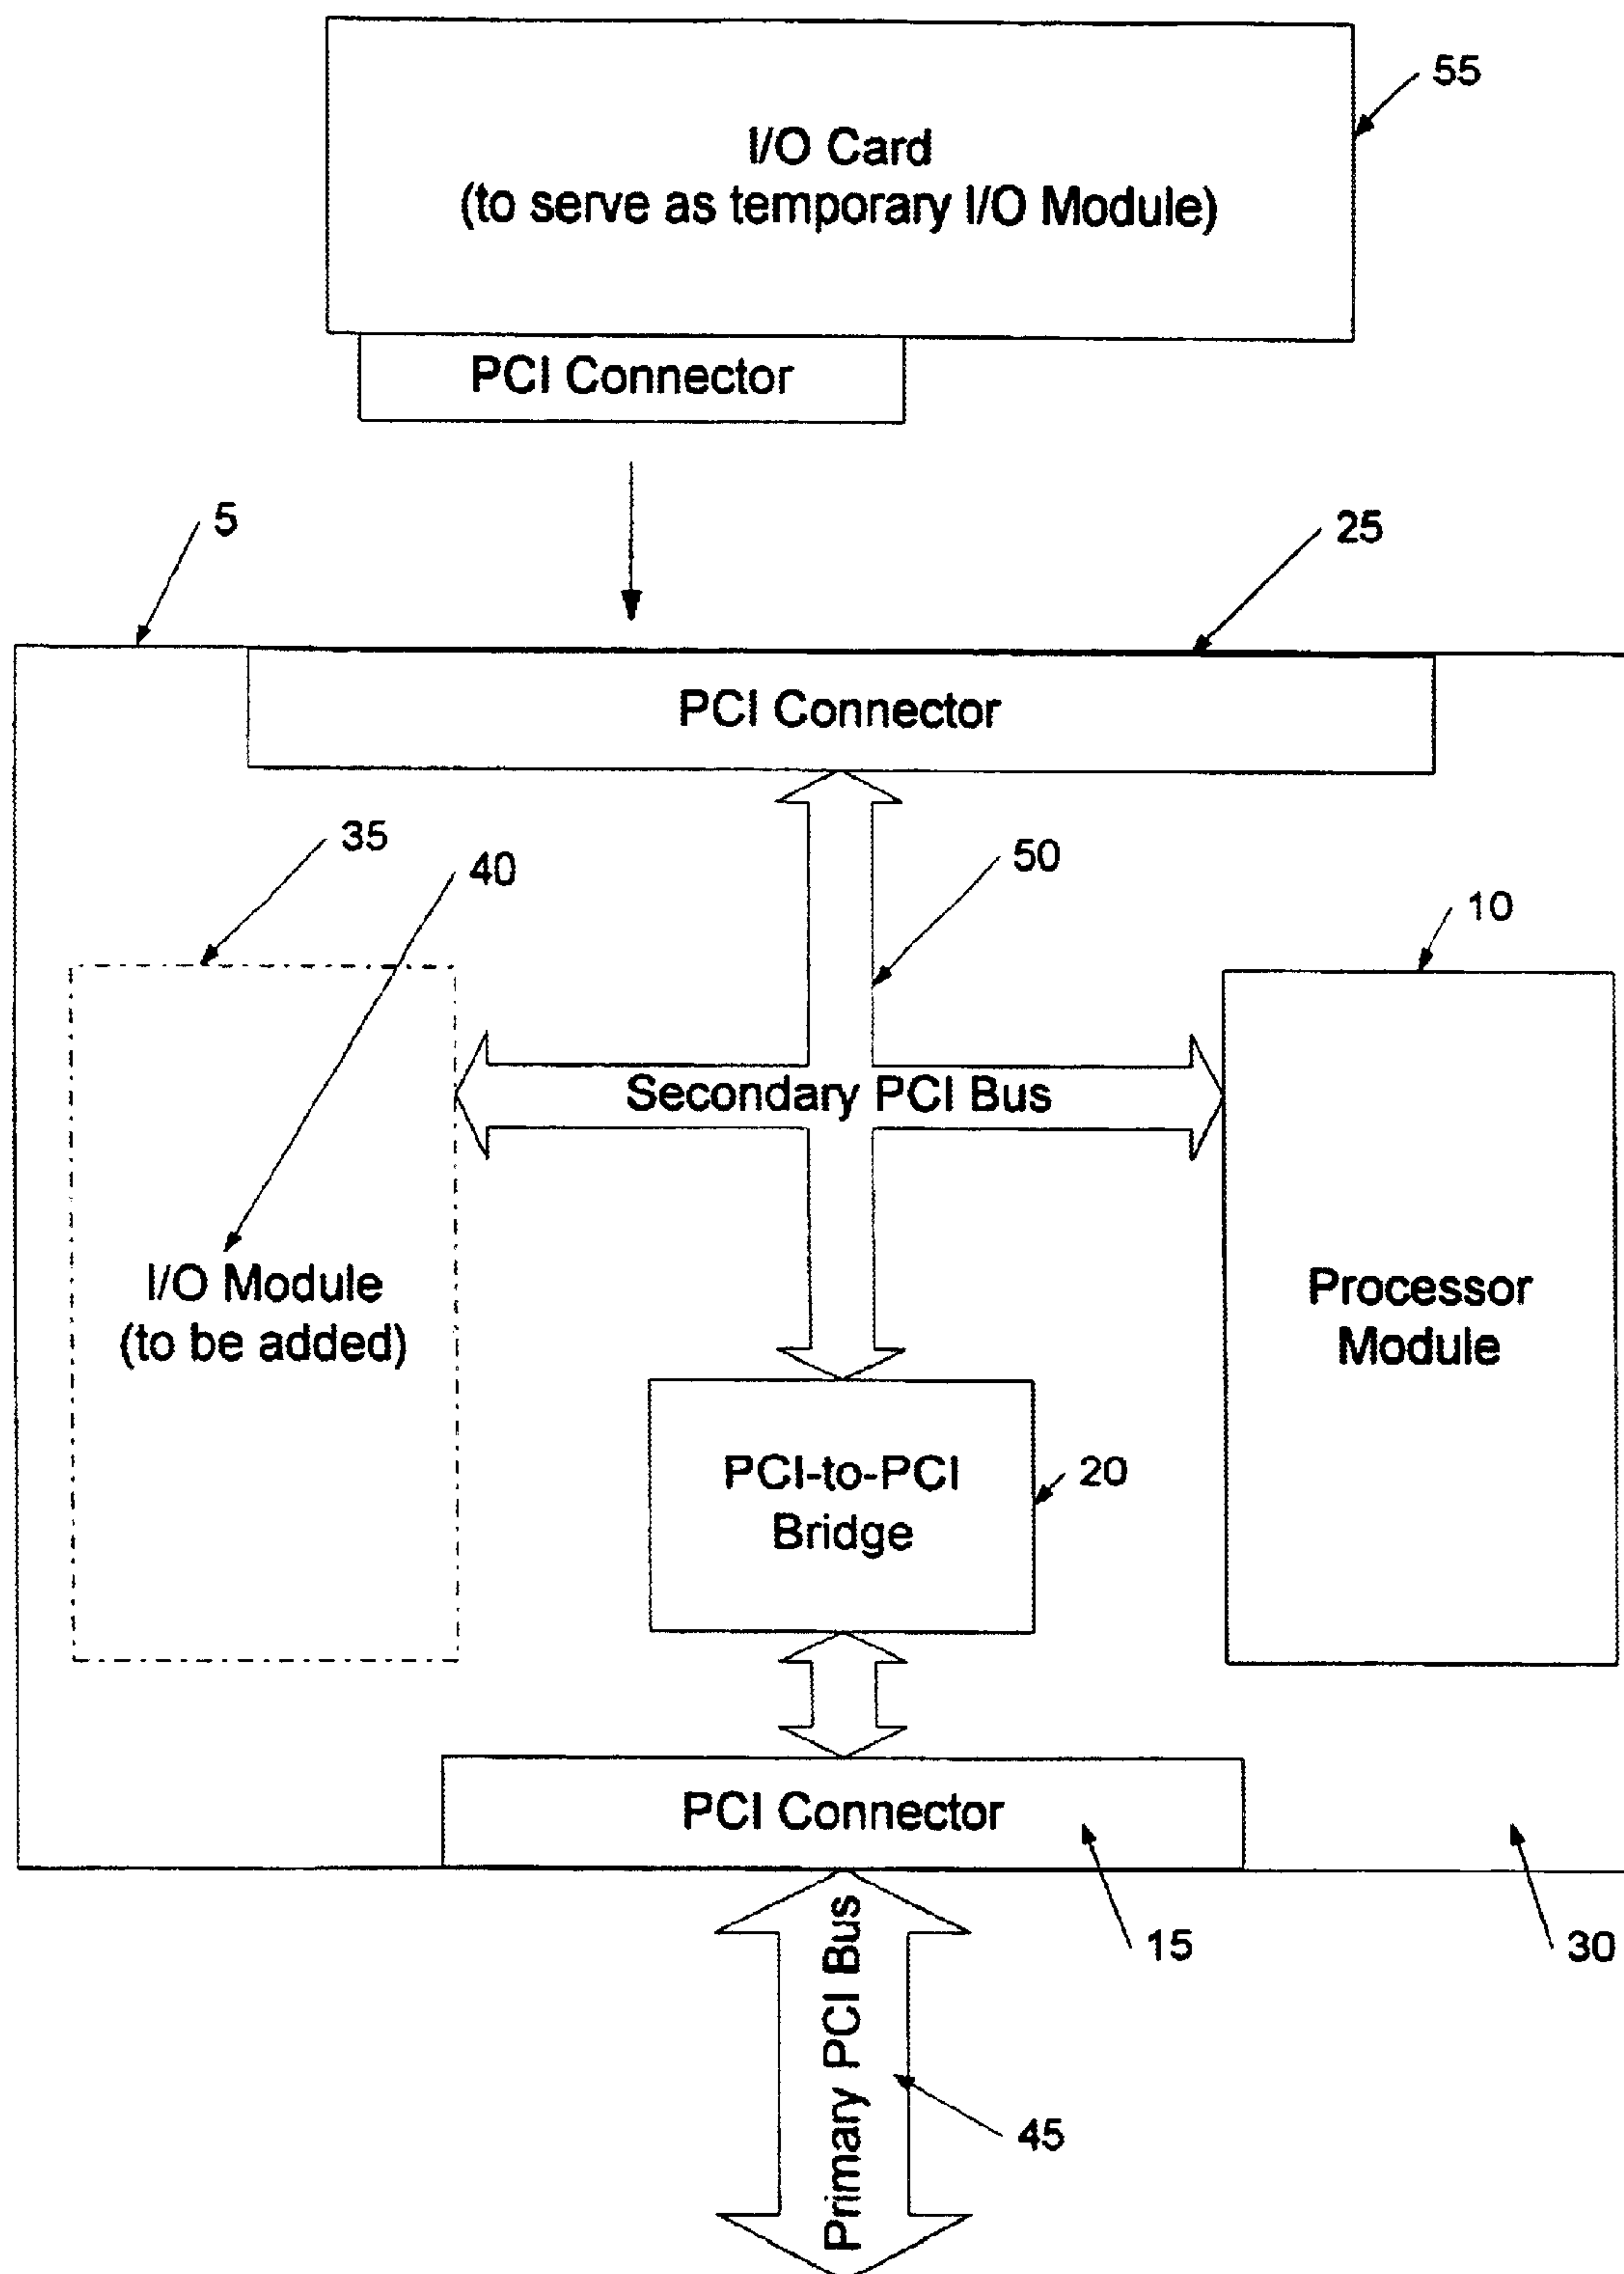 55
I/O Card
(to serve as temporary I/O Module)
PCI Connector
5
25
PCI Connector
35
40
50
10
Secondary PCI Bus
I/O Module
(to be added)
Processor
Module
PCI-to-PCI
Bridge
20
PCI Connector
15
30
Primary PCI Bus
45